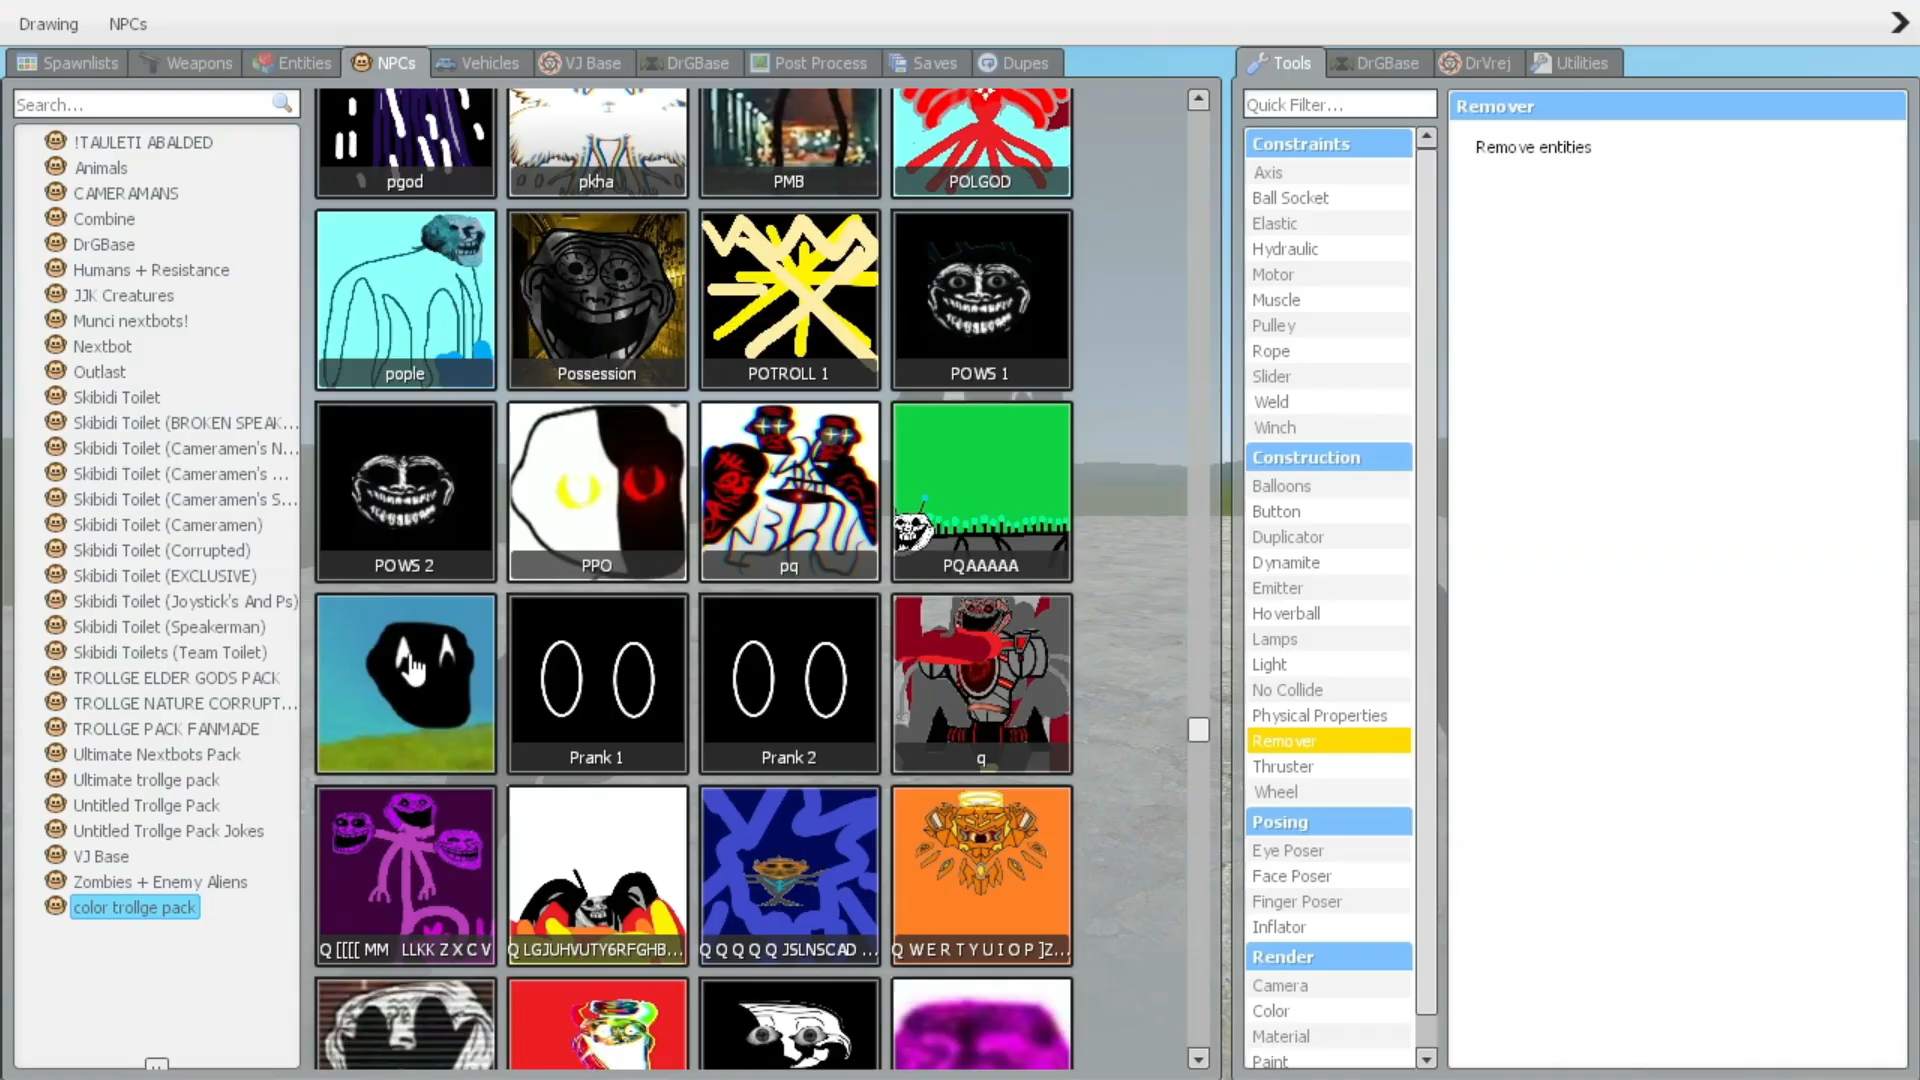 Drawing NPCs
Spawnlists Weapons Entities NPCs Vehicles VJ Base DrGBase Post Process Saves Dupes
Tools DrGBase DrVrej Utilities
Search...
!TAULETI ABALDED
Animals
CAMERAMANS
Combine
DrGBase
Humans + Resistance
JJK Creatures
Munci nextbots!
Nextbot
Outlast
Skibidi Toilet
Skibidi Toilet (BROKEN SPEAK...
Skibidi Toilet (Cameramen's N...
Skibidi Toilet (Cameramen's ...
Skibidi Toilet (Cameramen's S...
Skibidi Toilet (Cameramen)
Skibidi Toilet (Corrupted)
Skibidi Toilet (EXCLUSIVE)
Skibidi Toilet (Joystick's And Ps)
Skibidi Toilet (Speakerman)
Skibidi Toilets (Team Toilet)
TROLLGE ELDER GODS PACK
TROLLGE NATURE CORRUPT...
TROLLGE PACK FANMADE
Ultimate Nextbots Pack
Ultimate trollge pack
Untitled Trollge Pack
Untitled Trollge Pack Jokes
VJ Base
Zombies + Enemy Aliens
color trollge pack
pgod pkha PMB POLGOD
pople Possession POTROLL 1 POWS 1
POWS 2 PPO pq PQAAAAA
Prank 1 Prank 2 q
Q [[[[ MM LLKK Z X C V Q LGJUHVUTY6RFGHB... Q Q Q Q Q JSLNSCAD ... Q W E R T Y U I O P ]Z...
Quick Filter...
Constraints
Axis
Ball Socket
Elastic
Hydraulic
Motor
Muscle
Pulley
Rope
Slider
Weld
Winch
Construction
Balloons
Button
Duplicator
Dynamite
Emitter
Hoverball
Lamps
Light
No Collide
Physical Properties
Remover
Thruster
Wheel
Posing
Eye Poser
Face Poser
Finger Poser
Inflator
Render
Camera
Color
Material
Paint
Remover
Remove entities